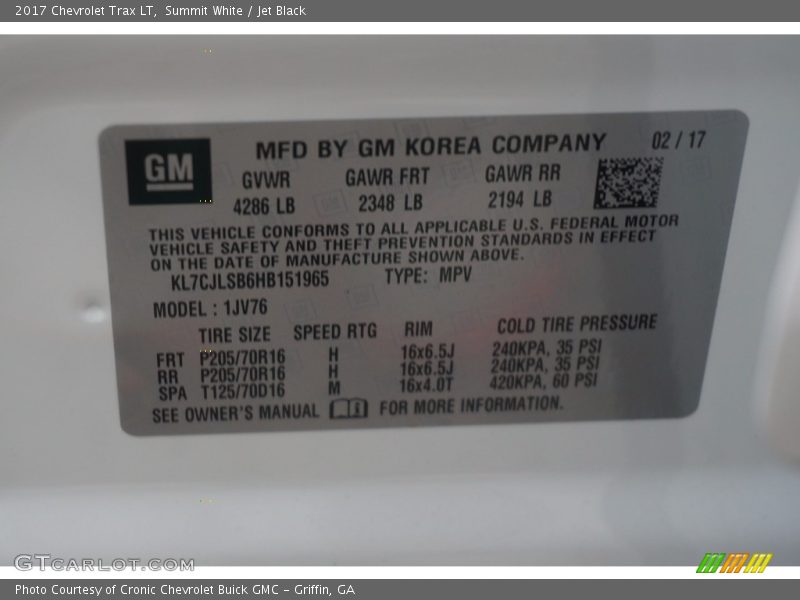 2017 Chevrolet Trax LT,  Summit White / Jet Black
GM
MFD BY GM KOREA COMPANY 02 / 17
GVWR GAWR FRT GAWR RR
4286 LB 2348 LB 2194 LB
THIS VEHICLE CONFORMS TO ALL APPLICABLE U.S. FEDERAL MOTOR
VEHICLE SAFETY AND THEFT PREVENTION STANDARDS IN EFFECT
ON THE DATE OF MANUFACTURE SHOWN ABOVE.
KL7CJLSB6HB151965 TYPE: MPV
MODEL : 1JV76
TIRE SIZE SPEED RTG RIM COLD TIRE PRESSURE
FRT P205/70R16 H 16x6.5J 240KPA, 35 PSI
RR P205/70R16 H 16x6.5J 240KPA, 35 PSI
SPA T125/70D16 M 16x4.0T 420KPA, 60 PSI
SEE OWNER'S MANUAL FOR MORE INFORMATION.
GTCARLOT.COM
Photo Courtesy of Cronic Chevrolet Buick GMC – Griffin, GA